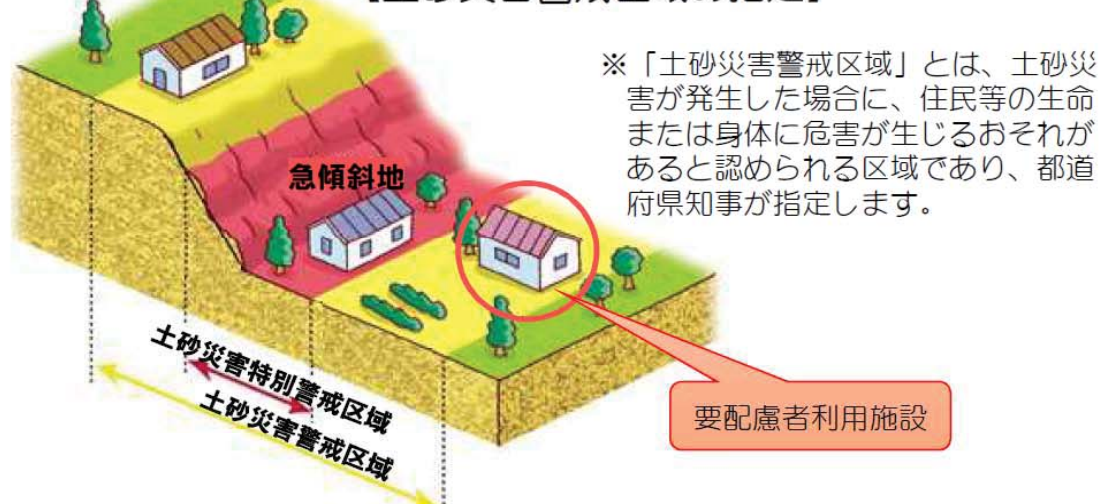 ※「土砂災害警戒区域」とは、土砂災
害が発生した場合に、住民等の生命
または身体に危害が生じるおそれが
あると認められる区域であり、都道
府県知事が指定します。
急傾斜地
土砂災害特別警戒区域
土砂災害警戒区域
要配慮者利用施設